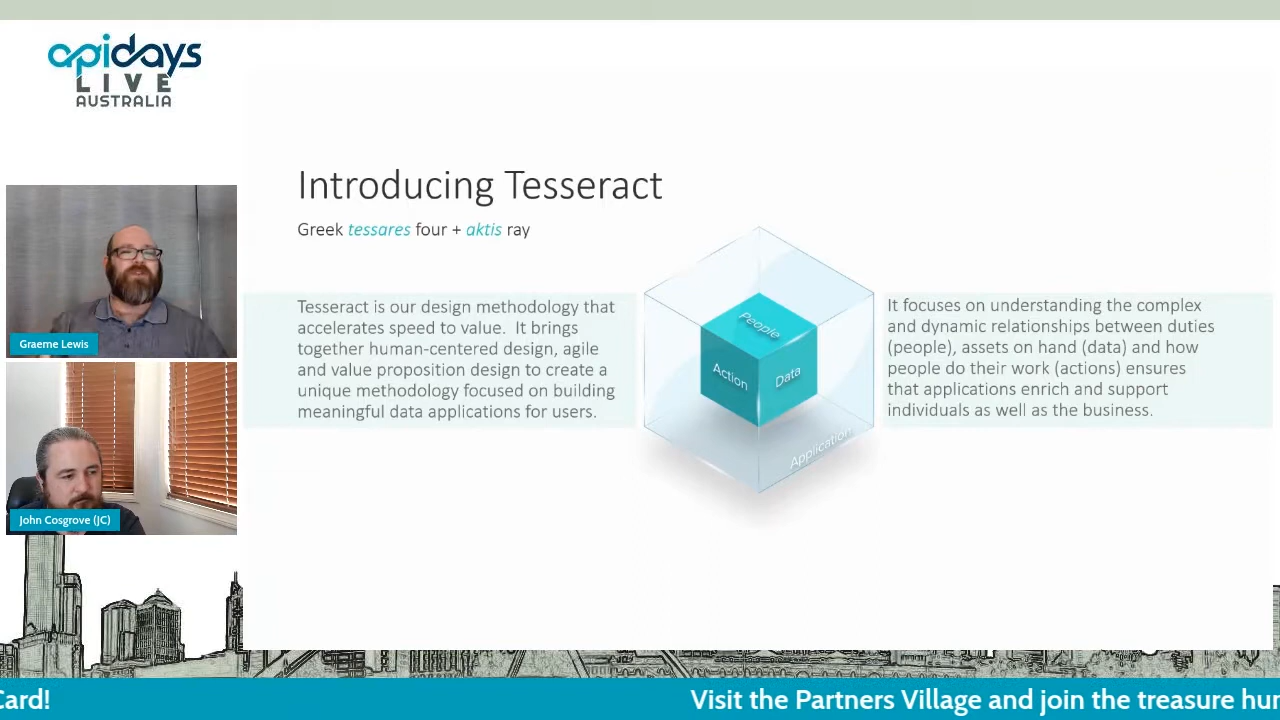 apidays
LIVE
AUSTRALIA
Introducing Tesseract
Greek tessares four + aktis ray
Tesseract is our design methodology that
accelerates speed to value. It brings
together human-centered design, agile
and value proposition design to create a
unique methodology focused on building
meaningful data applications for users.
People
Action
Data
Application
It focuses on understanding the complex
and dynamic relationships between duties
(people), assets on hand (data) and how
people do their work (actions) ensures
that applications enrich and support
individuals as well as the business.
Graeme Lewis
John Cosgrove (JC)
Card! Visit the Partners Village and join the treasure hun